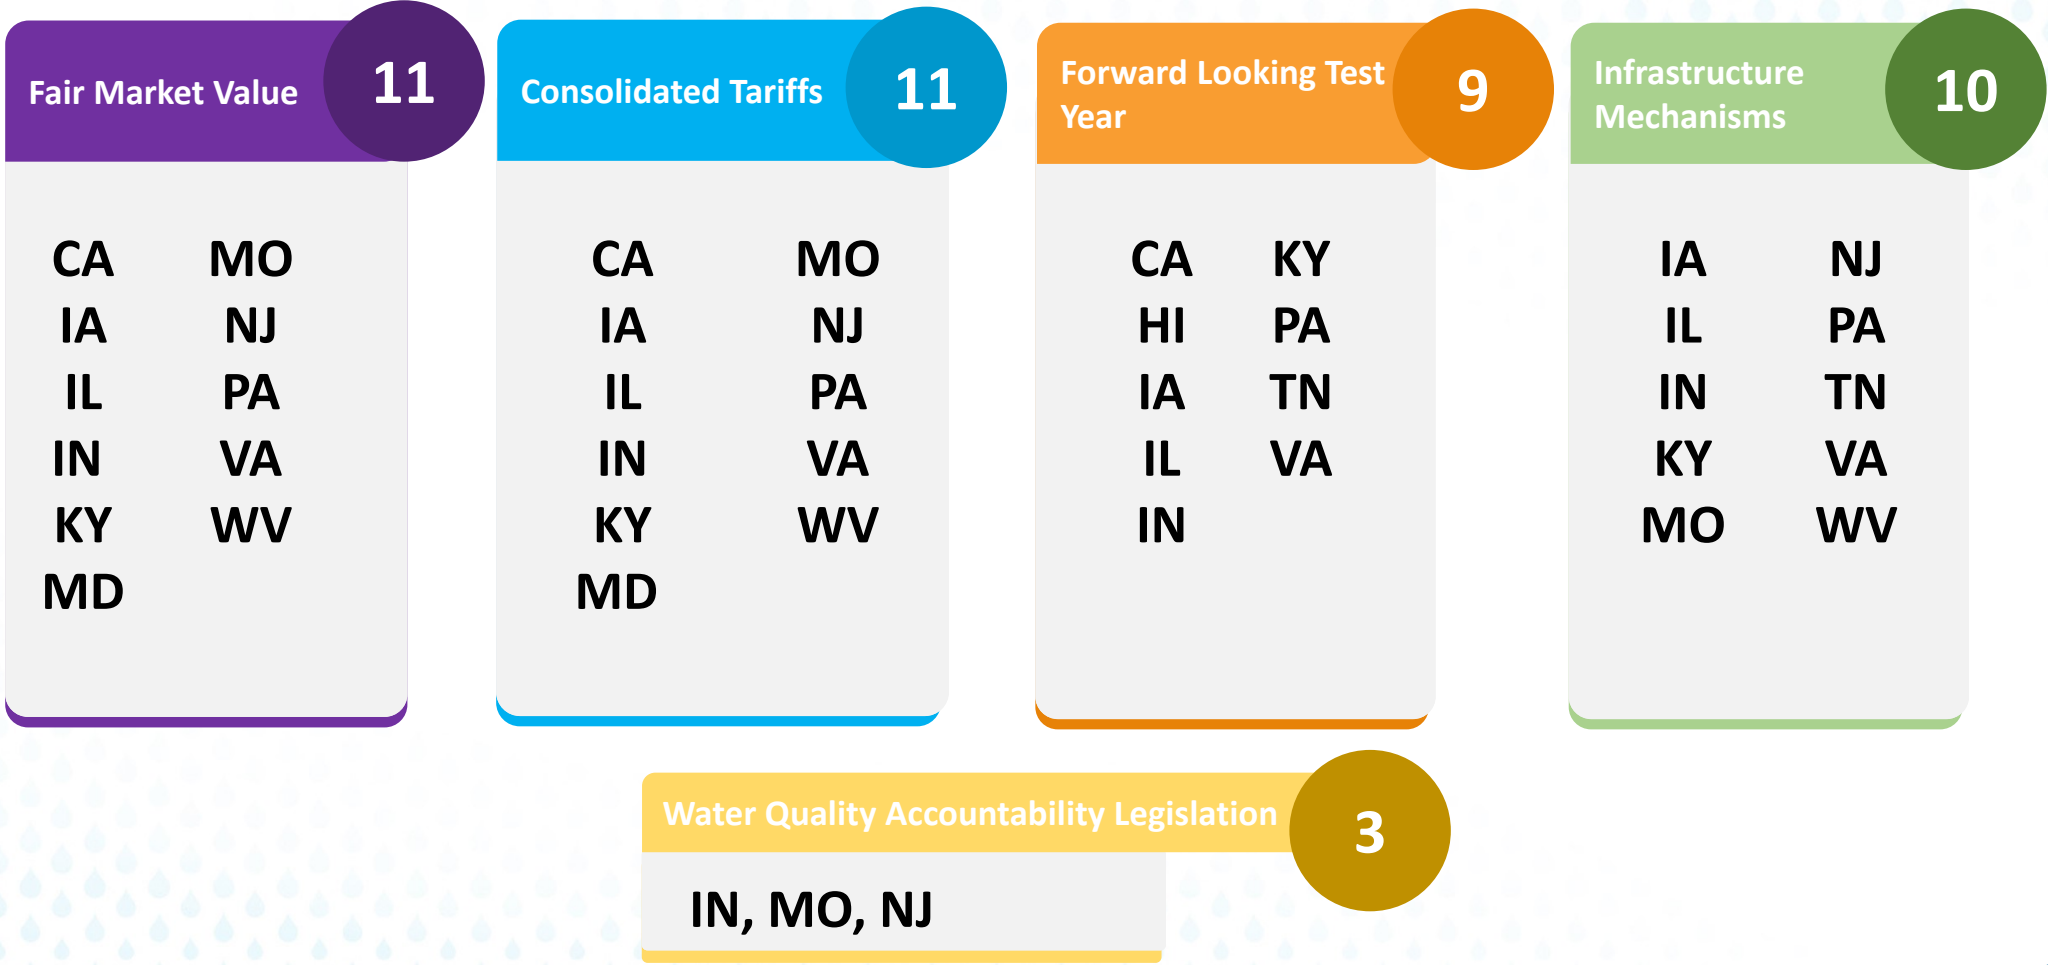 Fair Market Value
11
CA MO
IA NJ
IL PA
IN VA
KY WV
MD
Consolidated Tariffs
11
CA MO
IA NJ
IL PA
IN VA
KY WV
MD
Forward Looking Test
Year
9
CA KY
HI PA
IA TN
IL VA
IN
Infrastructure
Mechanisms
10
IA NJ
IL PA
IN TN
KY VA
MO WV
Water Quality Accountability Legislation
3
IN, MO, NJ